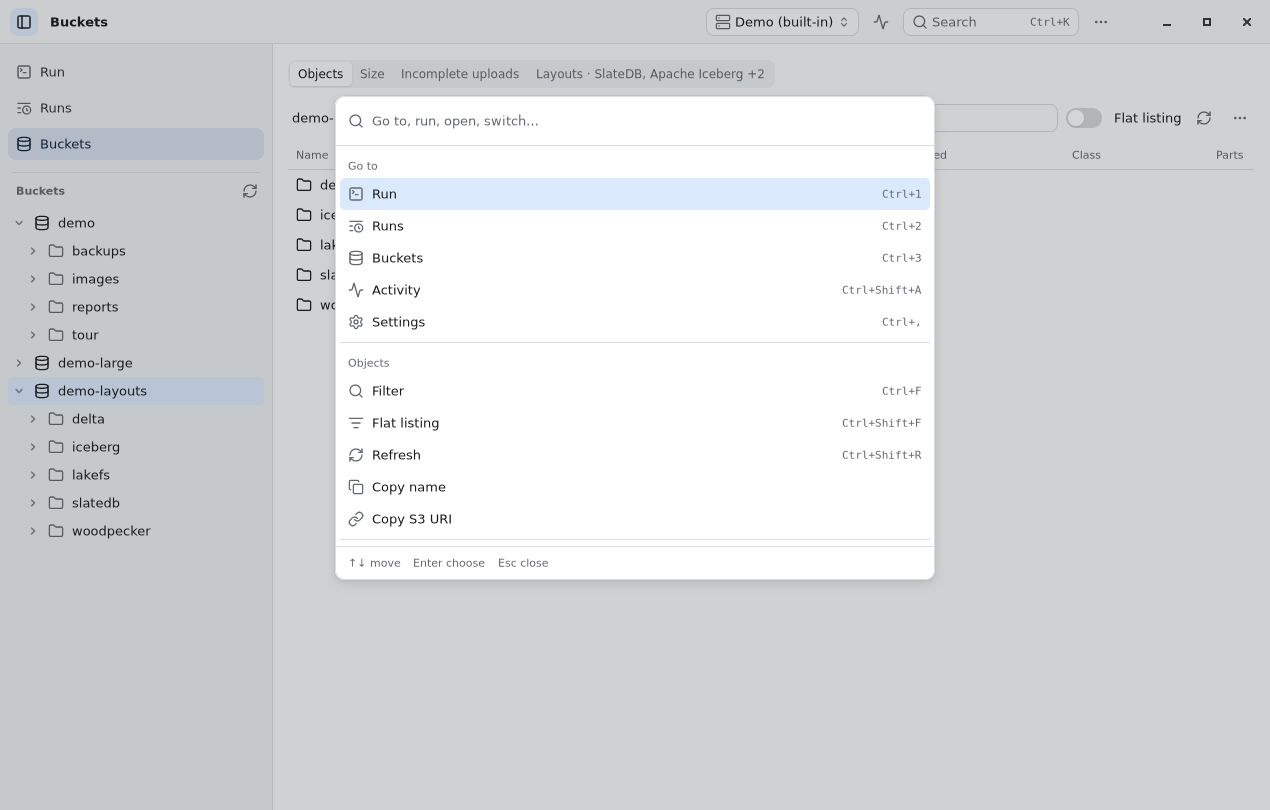 Buckets
Demo (built-in)
Search
Ctrl+K
Run
Runs
Buckets
Buckets
demo
backups
images
reports
tour
demo-large
demo-layouts
delta
iceberg
lakefs
slatedb
woodpecker
Objects
Size
Incomplete uploads
Layouts · SlateDB, Apache Iceberg +2
demo-
Flat listing
Name
Class
Parts
Go to, run, open, switch...
Go to
Run Ctrl+1
Runs Ctrl+2
Buckets Ctrl+3
Activity Ctrl+Shift+A
Settings Ctrl+,
Objects
Filter Ctrl+F
Flat listing Ctrl+Shift+F
Refresh Ctrl+Shift+R
Copy name
Copy S3 URI
↑↓ move Enter choose Esc close